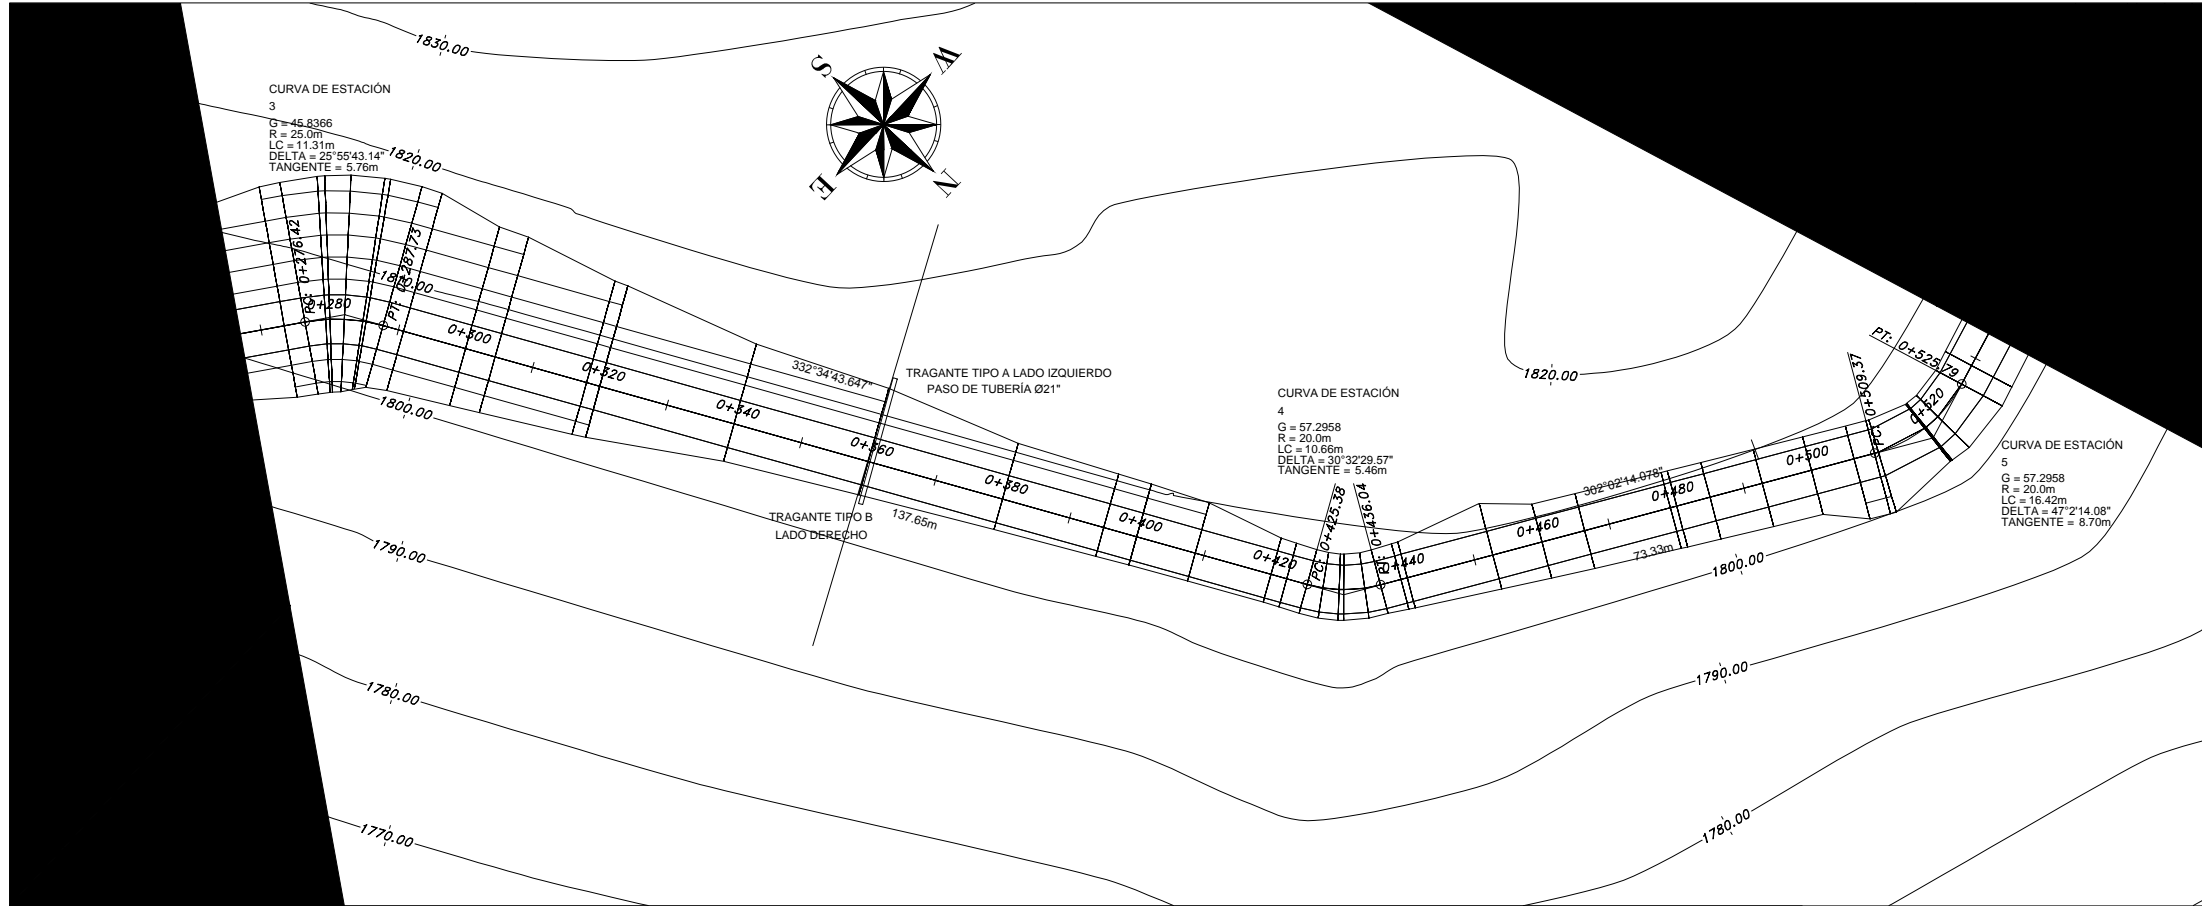 1830.00
S
W
E
N
CURVA DE ESTACIÓN
3
G = 45.8366
R = 25.0m
LC = 11.31m
DELTA = 25°55'43.14"
TANGENTE = 5.76m
1820.00
PC: 0+276.42
PT: 0+287.73
1810.00
0+280
0+300
0+320
0+340
0+360
0+380
0+400
0+420
0+440
0+460
0+480
0+500
0+520
332°34'43.647"
137.65m
TRAGANTE TIPO A LADO IZQUIERDO
PASO DE TUBERÍA Ø21"
TRAGANTE TIPO B
LADO DERECHO
CURVA DE ESTACIÓN
4
G = 57.2958
R = 20.0m
LC = 10.66m
DELTA = 30°32'29.57"
TANGENTE = 5.46m
PC: 0+425.38
PT: 0+436.04
302°02'14.078"
73.33m
1820.00
PC: 0+509.37
PT: 0+525.79
CURVA DE ESTACIÓN
5
G = 57.2958
R = 20.0m
LC = 16.42m
DELTA = 47°2'14.08"
TANGENTE = 8.70m
1800.00
1800.00
1790.00
1790.00
1780.00
1780.00
1770.00